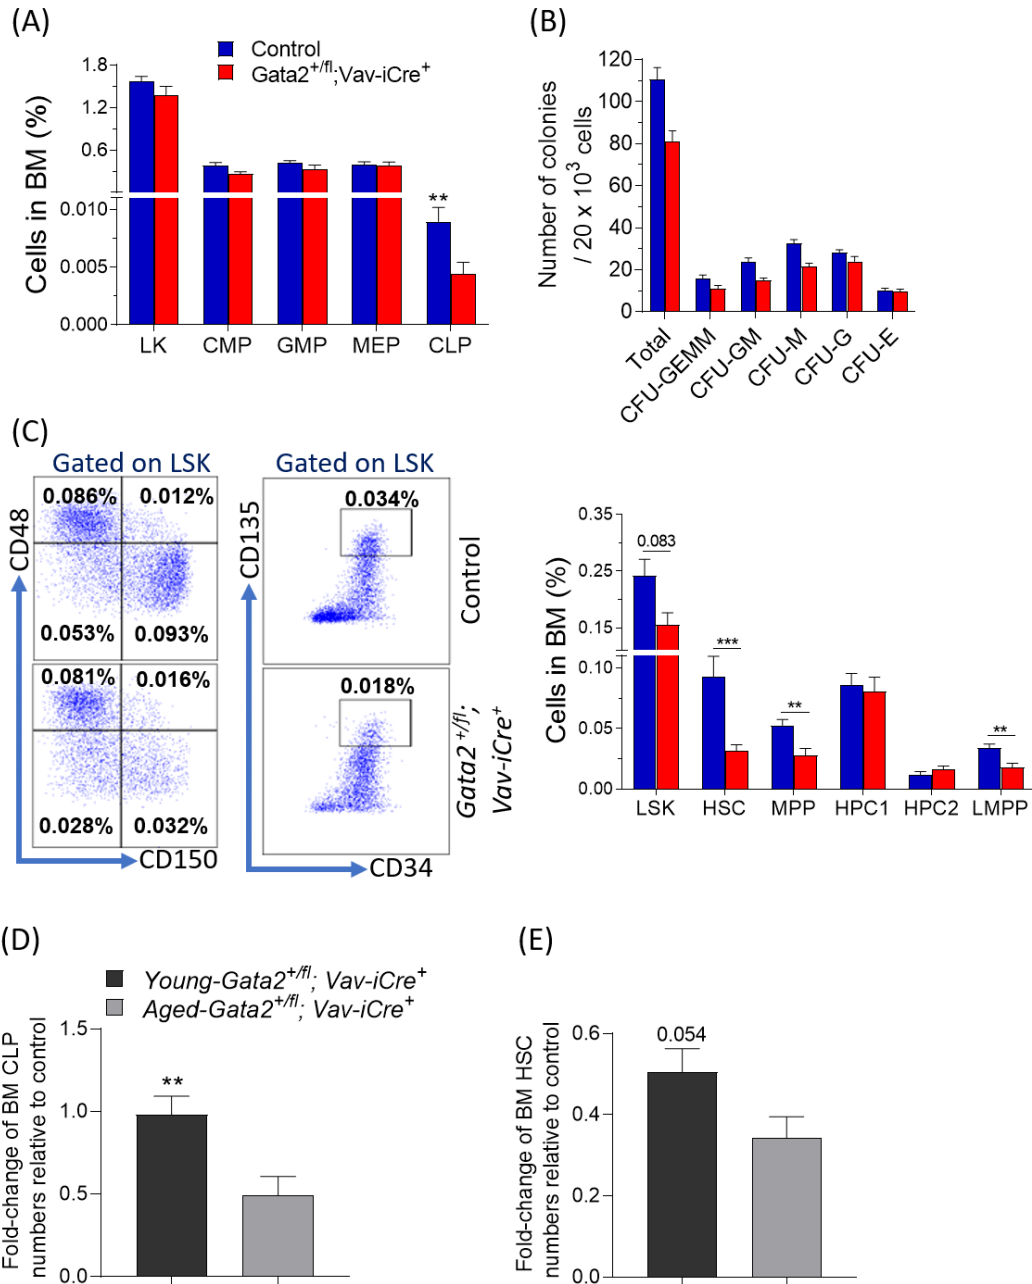 (A)
Control
Gata2+/fl;Vav-iCre+
Cells in BM (%)
1.8
1.2
0.6
0.010
0.005
0.000
**
LK CMP GMP MEP CLP
(B)
Number of colonies
/ 20 x 10³ cells
120
100
80
60
40
20
0
Total CFU-GEMM CFU-GM CFU-M CFU-G CFU-E
(C)
Gated on LSK
CD48
0.086% 0.012%
0.053% 0.093%
0.081% 0.016%
0.028% 0.032%
CD150
Gated on LSK
CD135
0.034%
0.018%
CD34
Control
Gata2+/fl;
Vav-iCre+
Cells in BM (%)
0.35
0.25
0.15
0.10
0.05
0.00
0.083
***
**
**
LSK HSC MPP HPC1 HPC2 LMPP
(D)
Young-Gata2+/fl; Vav-iCre+
Aged-Gata2+/fl; Vav-iCre+
Fold-change of BM CLP
numbers relative to control
1.5
1.0
0.5
0.0
**
(E)
Fold-change of BM HSC
numbers relative to control
0.6
0.4
0.2
0.0
0.054